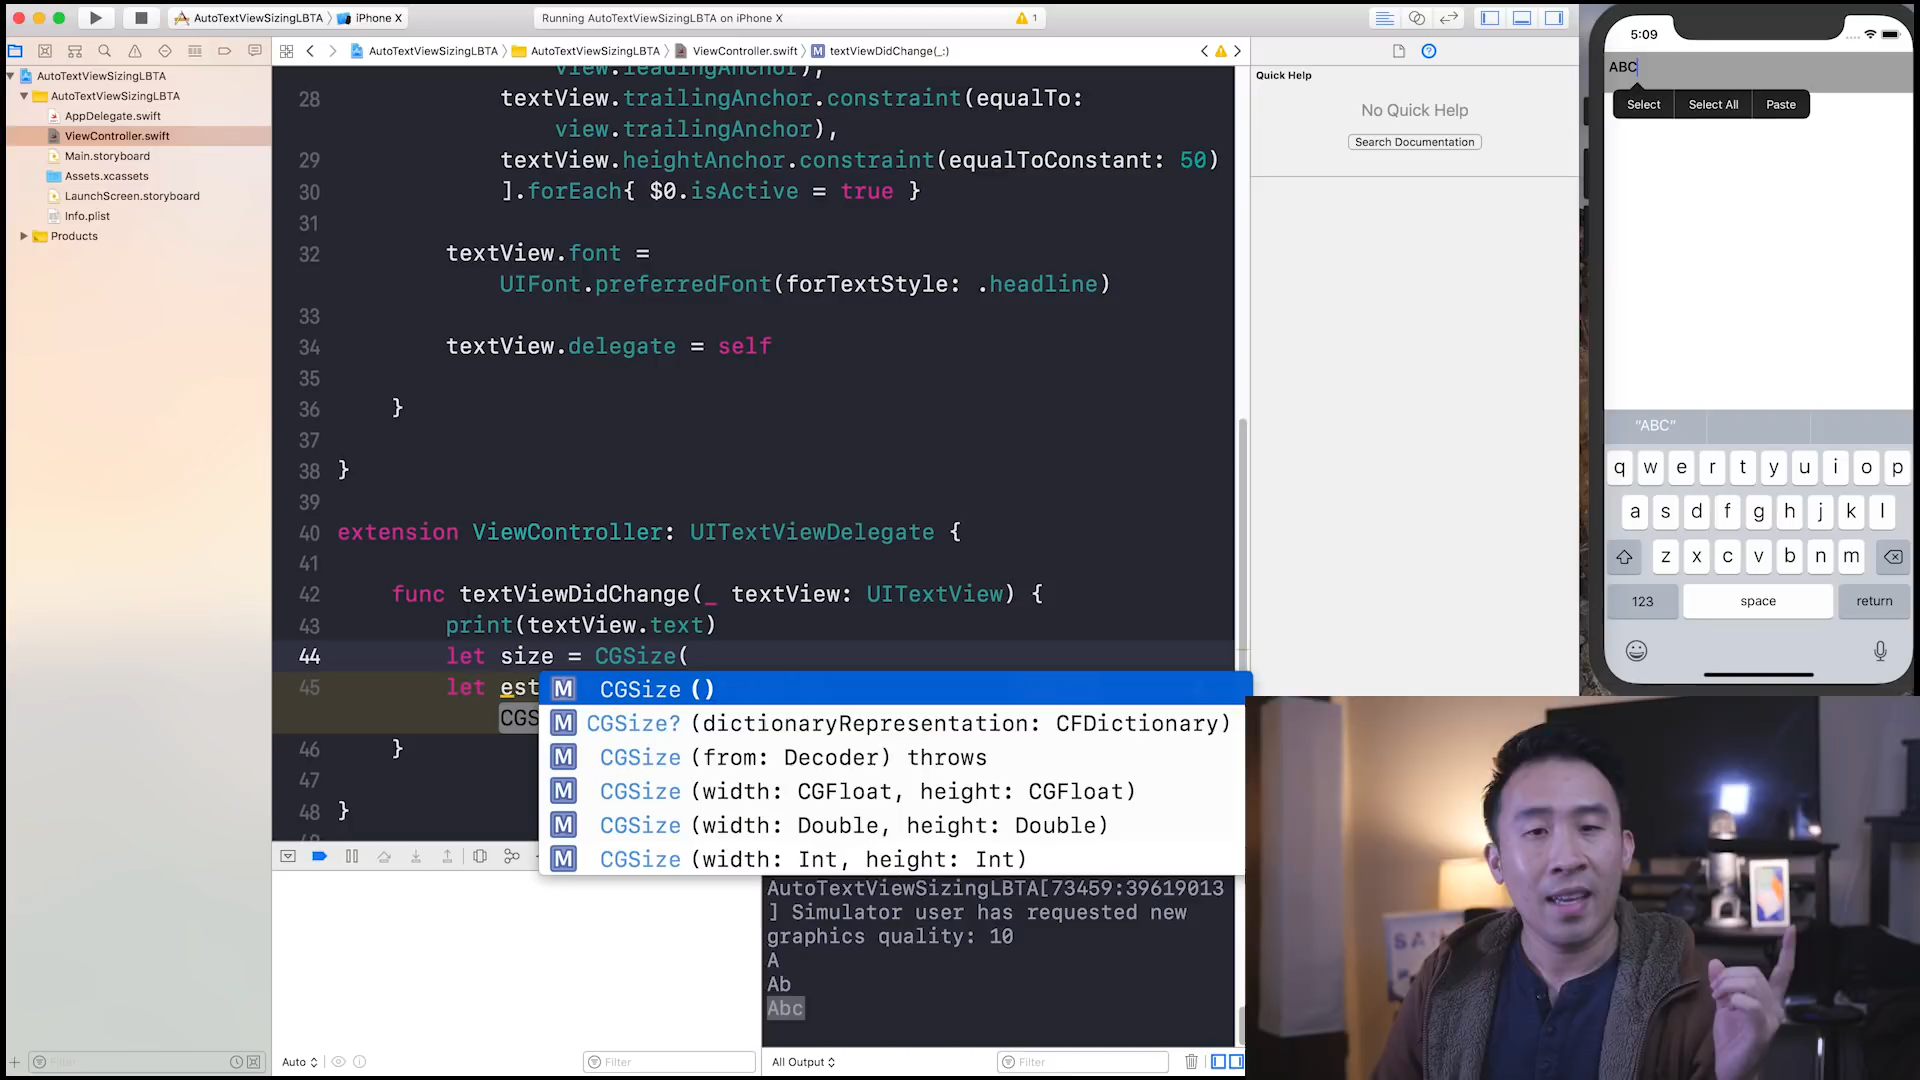 AutoTextViewSizingLBTA
iPhone X
Running AutoTextViewSizingLBTA on iPhone X
1
AutoTextViewSizingLBTA
AutoTextViewSizingLBTA
ViewController.swift
textViewDidChange(_:)
AutoTextViewSizingLBTA
AutoTextViewSizingLBTA
AppDelegate.swift
ViewController.swift
Main.storyboard
Assets.xcassets
LaunchScreen.storyboard
Info.plist
Products
view.leadingAnchor),
28 textView.trailingAnchor.constraint(equalTo:
view.trailingAnchor),
29 textView.heightAnchor.constraint(equalToConstant: 50)
30 ].forEach{ $0.isActive = true }
31
32 textView.font =
UIFont.preferredFont(forTextStyle: .headline)
33
34 textView.delegate = self
35
36 }
37
38 }
39
40 extension ViewController: UITextViewDelegate {
41
42 func textViewDidChange(_ textView: UITextView) {
43 print(textView.text)
44 let size = CGSize(
45 let est
CGS
46 }
47
48 }
M CGSize ()
M CGSize? (dictionaryRepresentation: CFDictionary)
M CGSize (from: Decoder) throws
M CGSize (width: CGFloat, height: CGFloat)
M CGSize (width: Double, height: Double)
M CGSize (width: Int, height: Int)
AutoTextViewSizingLBTA[73459:39619013
] Simulator user has requested new
graphics quality: 10
A
Ab
Abc
Filter
Auto
Filter
All Output
Filter
Quick Help
No Quick Help
Search Documentation
5:09
ABC
Select Select All Paste
"ABC"
q w e r t y u i o p
a s d f g h j k l
z x c v b n m
123 space return